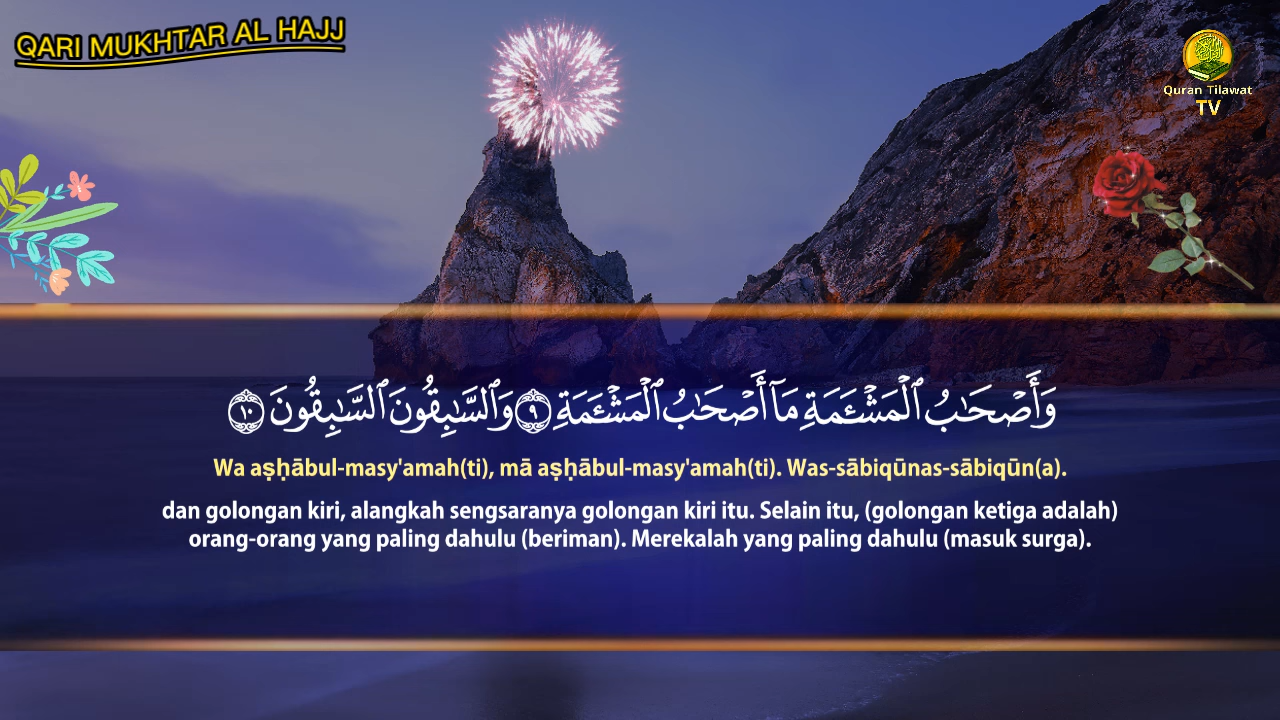 QARI MUKHTAR AL HAJJ
Quran Tilawat
TV
وَأَصْحَٰبُ ٱلْمَشْـَٔمَةِ مَآ أَصْحَٰبُ ٱلْمَشْـَٔمَةِ ٩ وَٱلسَّٰبِقُونَ ٱلسَّٰبِقُونَ ١٠
Wa aṣḥābul-masy'amah(ti), mā aṣḥābul-masy'amah(ti). Was-sābiqūnas-sābiqūn(a).
dan golongan kiri, alangkah sengsaranya golongan kiri itu. Selain itu, (golongan ketiga adalah)
orang-orang yang paling dahulu (beriman). Merekalah yang paling dahulu (masuk surga).